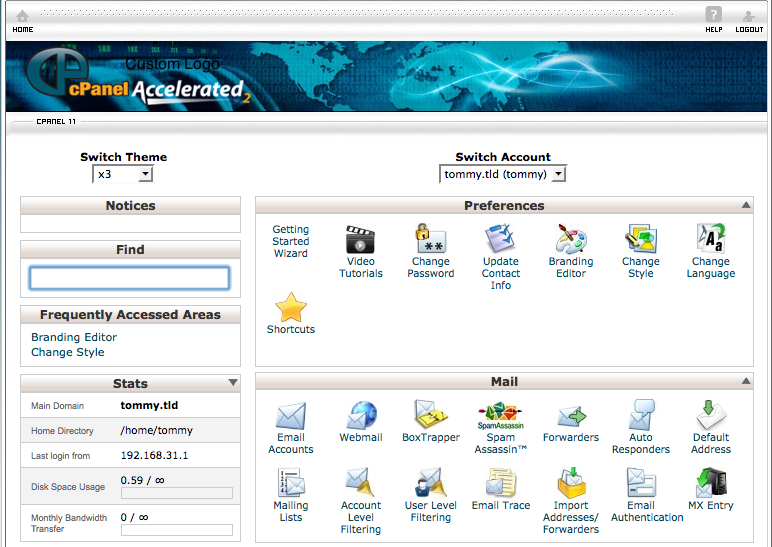 HOME
HELP
LOGOUT
Custom Logo
cPanel Accelerated2
CPANEL 11
Switch Theme
x3
Switch Account
tommy.tld (tommy)
Notices
Find
Frequently Accessed Areas
Branding Editor
Change Style
Stats
Main Domain tommy.tld
Home Directory /home/tommy
Last login from 192.168.31.1
Disk Space Usage 0.59 / ∞
Monthly Bandwidth
Transfer
0 / ∞
Preferences
Getting
Started
Wizard
Video
Tutorials
Change
Password
**
Update
Contact
Info
Branding
Editor
Change
Style
Aa
Change
Language
Shortcuts
Mail
Email
Accounts
Webmail
BoxTrapper
SpamAssassin
Spam
Assassin™
Forwarders
Auto
Responders
Default
Address
1
2
3
4
Mailing
Lists
Account
Level
Filtering
User Level
Filtering
Email Trace
Import
Addresses/
Forwarders
Email
Authentication
MX Entry